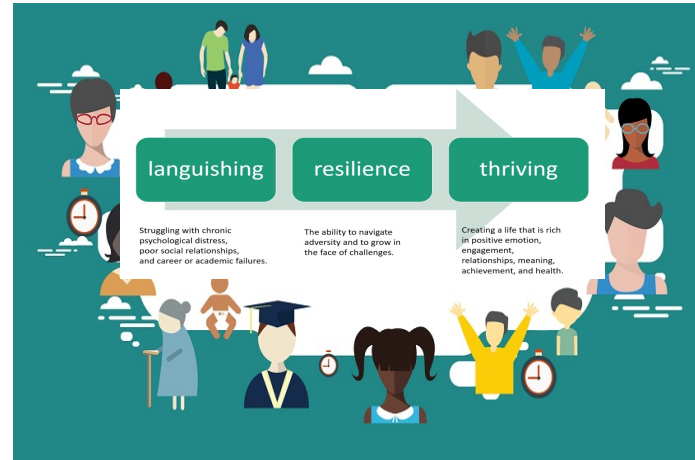 languishing
resilience
thriving
Struggling with chronic
psychological distress,
poor social relationships,
and career or academic failures.
The ability to navigate
adversity and to grow in
the face of challenges.
Creating a life that is rich
in positive emotion,
engagement,
relationships, meaning,
achievement, and health.